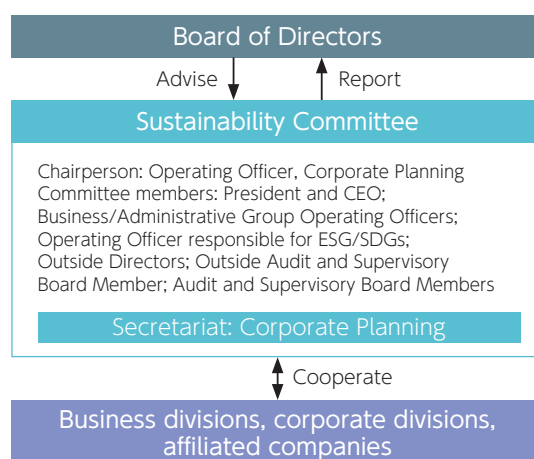 Board of Directors
Advise
Report
Sustainability Committee
Chairperson: Operating Officer, Corporate Planning
Committee members: President and CEO;
Business/Administrative Group Operating Officers;
Operating Officer responsible for ESG/SDGs;
Outside Directors; Outside Audit and Supervisory
Board Member; Audit and Supervisory Board Members
Secretariat: Corporate Planning
Cooperate
Business divisions, corporate divisions,
affiliated companies